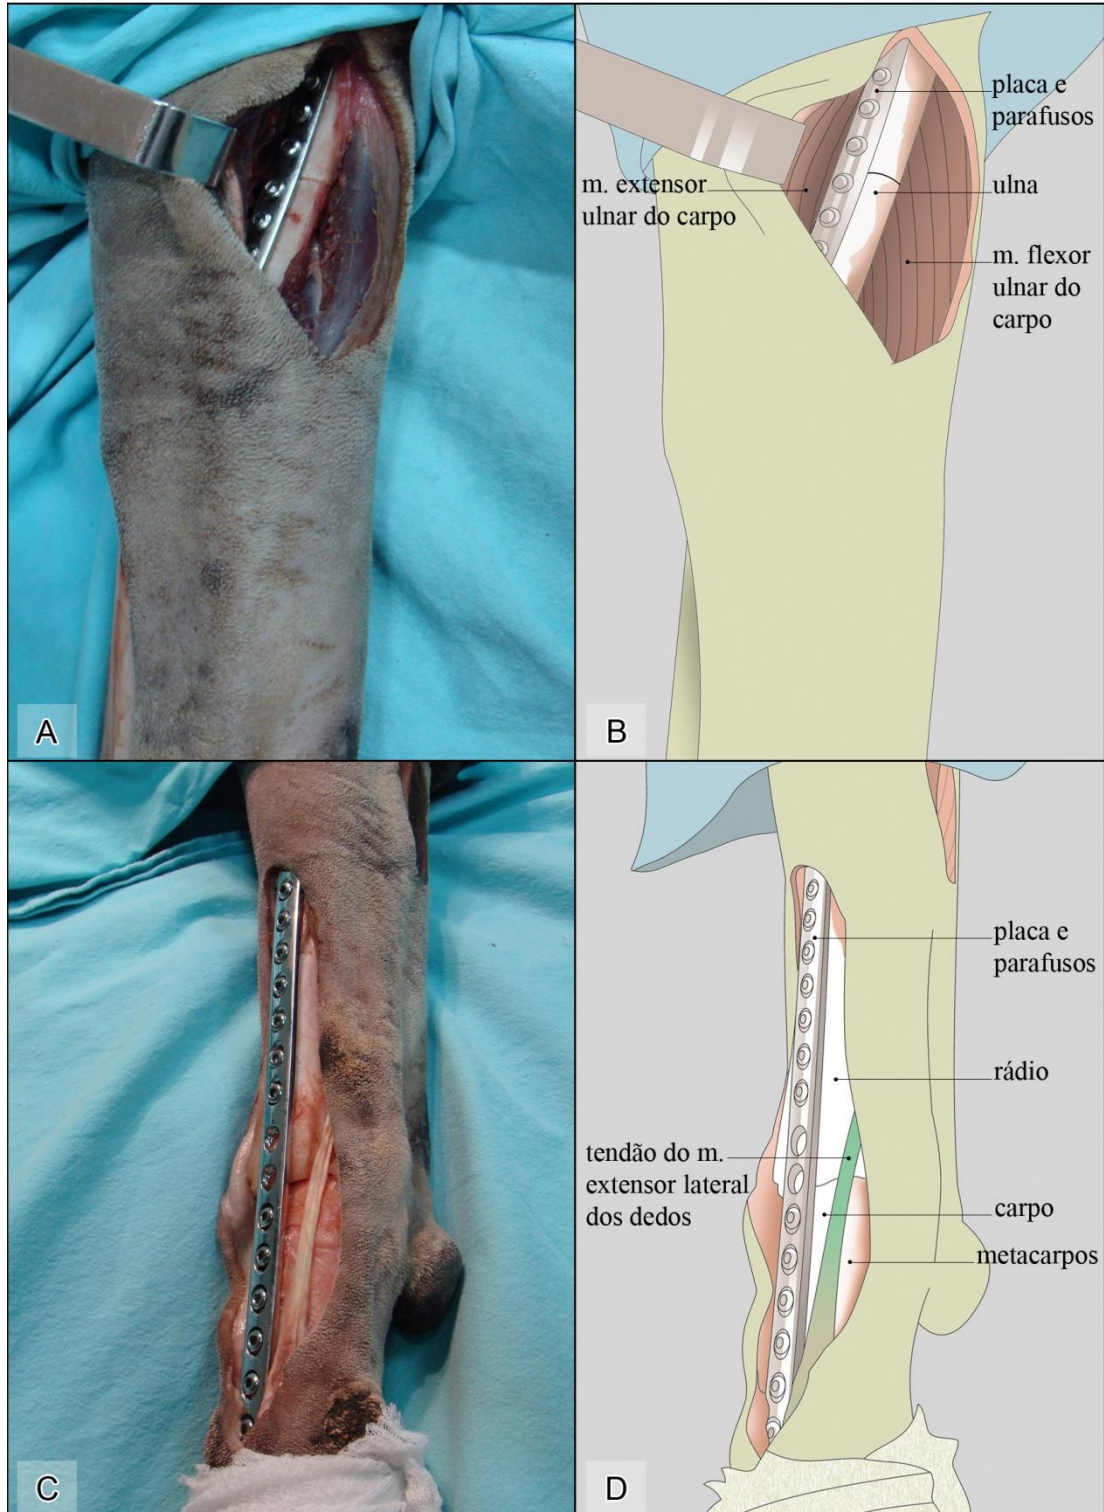 placa e
parafusos
m. extensor
ulnar do carpo
ulna
m. flexor
ulnar do
carpo
A
B
placa e
parafusos
rádio
tendão do m.
extensor lateral
dos dedos
carpo
metacarpos
C
D